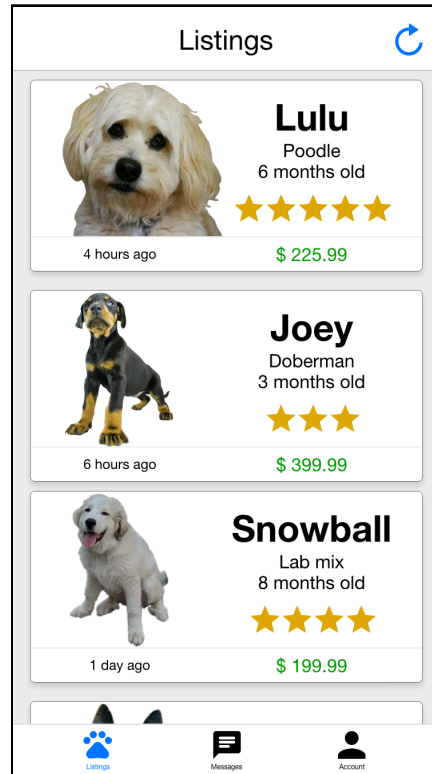 Listings
Lulu
Poodle
6 months old
4 hours ago
$ 225.99
Joey
Doberman
3 months old
6 hours ago
$ 399.99
Snowball
Lab mix
8 months old
1 day ago
$ 199.99
Listings
Messages
Account